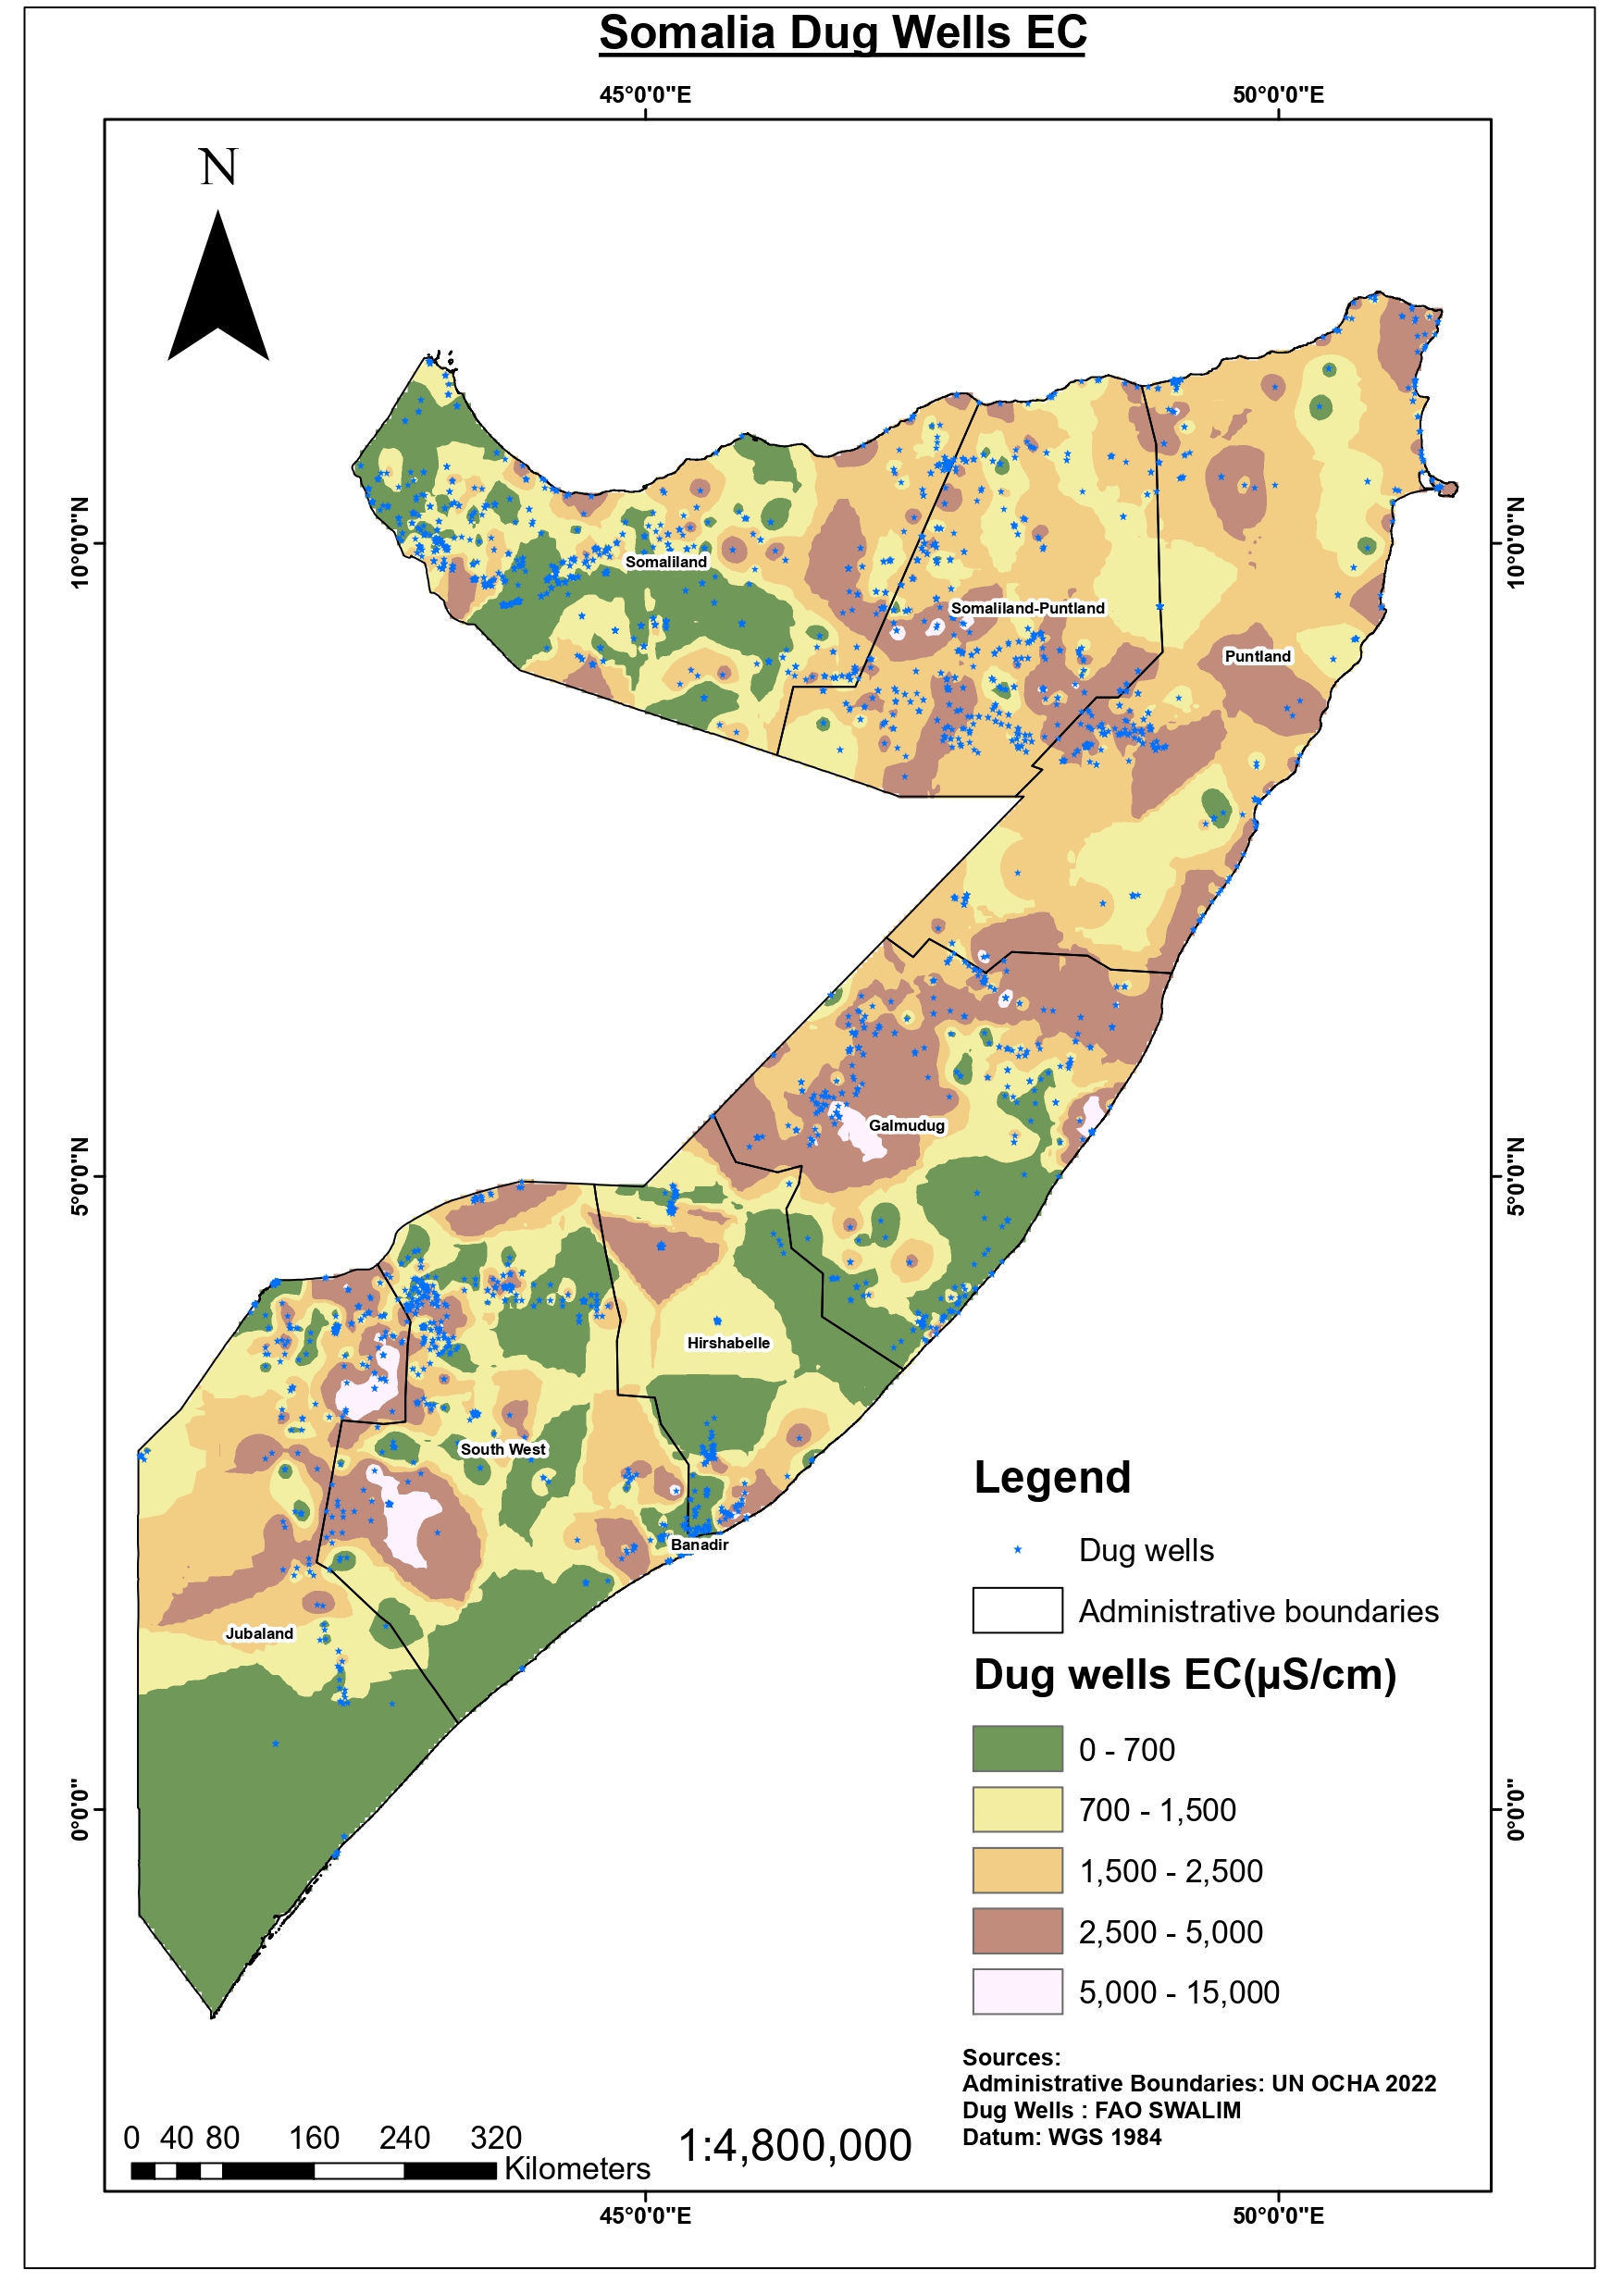 Somalia Dug Wells EC
45°0'0"E
50°0'0"E
N
10°0'0"N
10°0'0"N
Somaliland
Somaliland-Puntland
Puntland
5°0'0"N
5°0'0"N
Galmudug
Hirshabelle
South West
Banadir
Jubaland
0°0'0"
0°0'0"
Legend
Dug wells
Administrative boundaries
Dug wells EC(µS/cm)
0 - 700
700 - 1,500
1,500 - 2,500
2,500 - 5,000
5,000 - 15,000
Sources:
Administrative Boundaries: UN OCHA 2022
Dug Wells : FAO SWALIM
Datum: WGS 1984
0 40 80 160 240 320
Kilometers
1:4,800,000
45°0'0"E
50°0'0"E